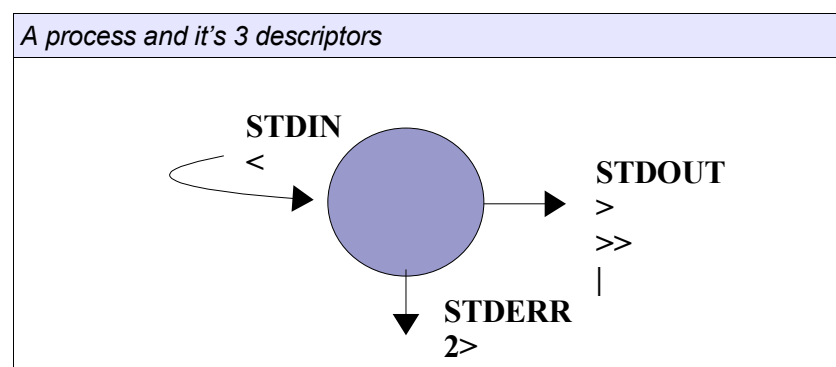 A process and it's 3 descriptors
STDIN
<
STDOUT
>
>>
|
STDERR
2>